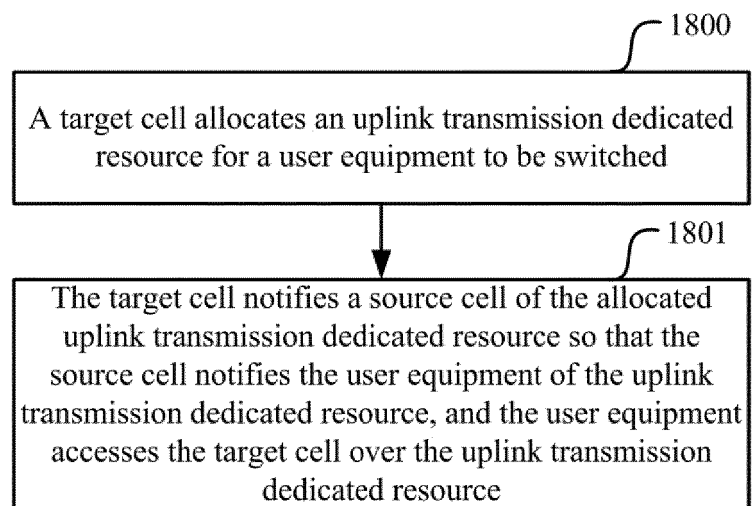 1800
A target cell allocates an uplink transmission dedicated
resource for a user equipment to be switched
1801
The target cell notifies a source cell of the allocated
uplink transmission dedicated resource so that the
source cell notifies the user equipment of the uplink
transmission dedicated resource, and the user equipment
accesses the target cell over the uplink transmission
dedicated resource